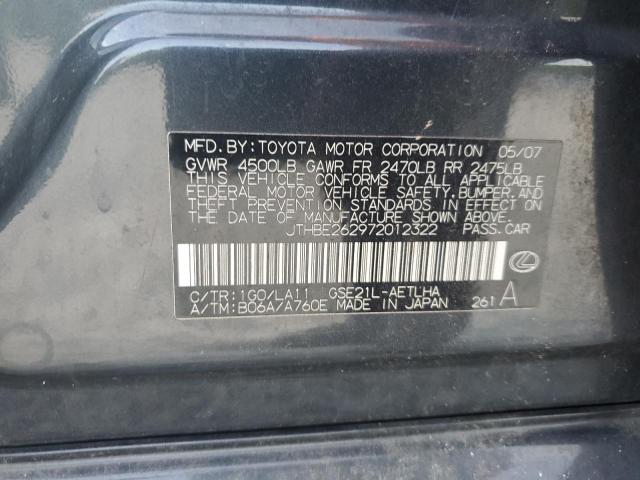 MFD.BY:TOYOTA MOTOR CORPORATION 05/07
GVWR 4500LB GAWR FR 2470LB RR 2475LB
THIS VEHICLE CONFORMS TO ALL APPLICABLE
FEDERAL MOTOR VEHICLE SAFETY,BUMPER,AND
THEFT PREVENTION STANDARDS IN EFFECT ON
THE DATE OF MANUFACTURE SHOWN ABOVE.
JTHBE262972012322 PASS.CAR
C/TR:1G0/LA11 GSE21L-AETLHA
A/TM:B06A/A760E MADE IN JAPAN 261 A